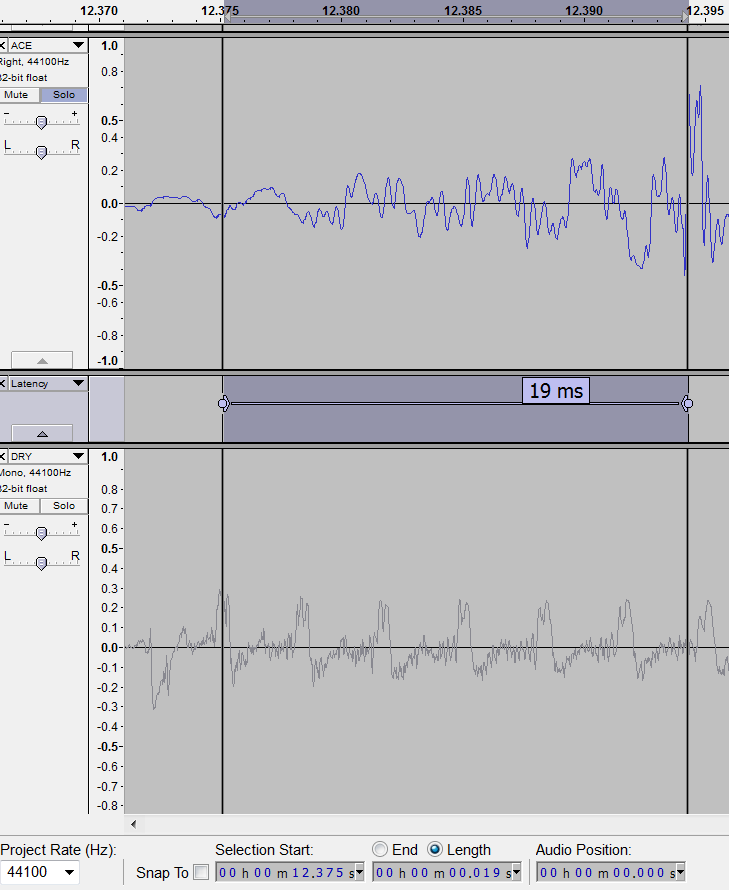 12.370 12.375 12.380 12.385 12.390 12.395
ACE
Right, 44100Hz
32-bit float
Mute Solo
- +
L R
1.0
0.8
0.5
0.4
0.2
0.0
-0.2
-0.5
-0.6
-0.8
-1.0
Latency
19 ms
DRY
Mono, 44100Hz
32-bit float
Mute Solo
- +
L R
1.0
0.8
0.7
0.6
0.5
0.4
0.3
0.2
0.1
0.0
-0.1
-0.2
-0.3
-0.4
-0.5
-0.6
-0.7
-0.8
Project Rate (Hz): Selection Start: End Length Audio Position:
44100 Snap To 00 h 00 m 12.375 s 00 h 00 m 00.019 s 00 h 00 m 00.000 s